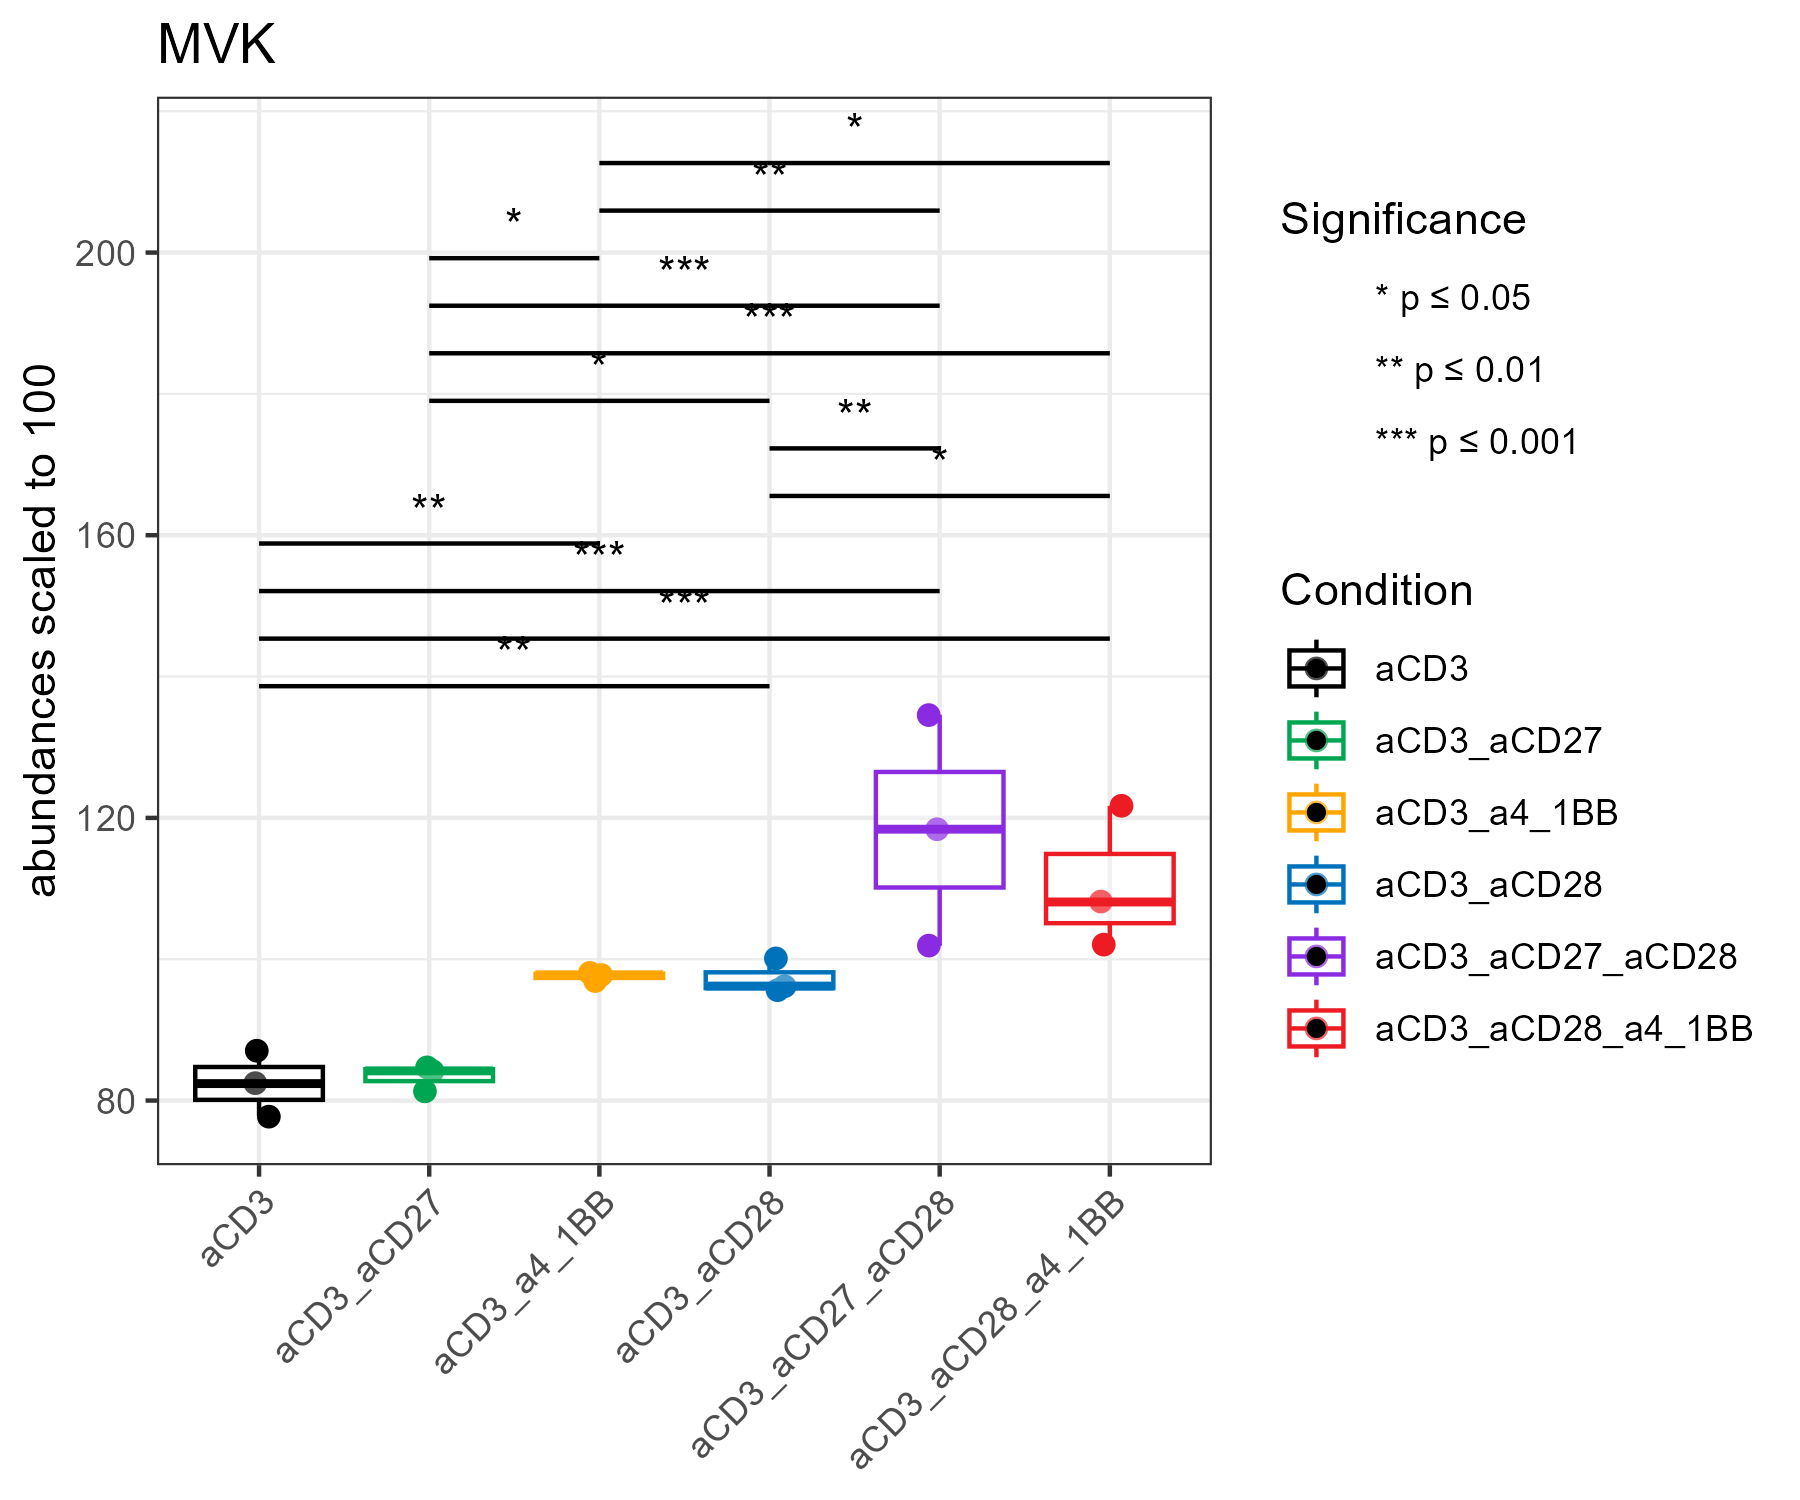 MVK
abundances scaled to 100
200
160
120
80
*
**
*
***
***
*
**
*
**
***
***
**
aCD3
aCD3_aCD27
aCD3_a4_1BB
aCD3_aCD28
aCD3_aCD27_aCD28
aCD3_aCD28_a4_1BB
Significance
* p ≤ 0.05
** p ≤ 0.01
*** p ≤ 0.001
Condition
aCD3
aCD3_aCD27
aCD3_a4_1BB
aCD3_aCD28
aCD3_aCD27_aCD28
aCD3_aCD28_a4_1BB